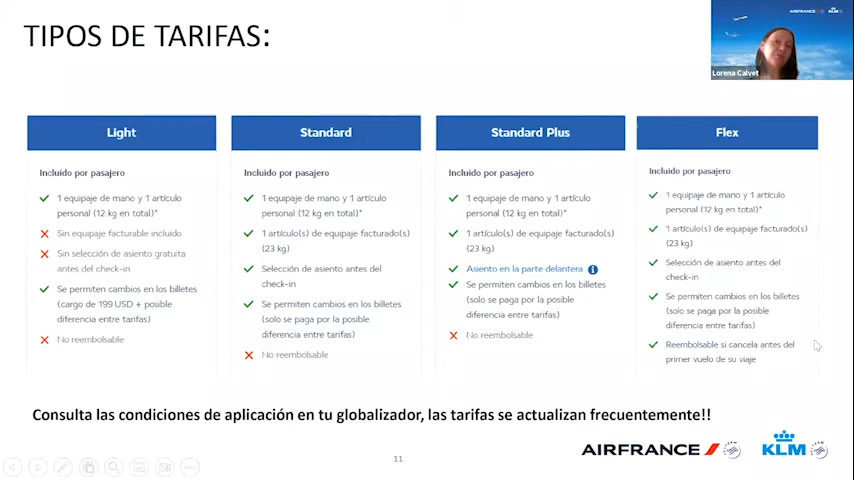 TIPOS DE TARIFAS:
AIRFRANCE KLM
Lorena Calvet
Light
Incluido por pasajero
1 equipaje de mano y 1 artículo
personal (12 kg en total)*
Sin equipaje facturable incluido
Sin selección de asiento gratuita
antes del check-in
Se permiten cambios en los billetes
(cargo de 199 USD + posible
diferencia entre tarifas)
No reembolsable
Standard
Incluido por pasajero
1 equipaje de mano y 1 artículo
personal (12 kg en total)*
1 artículo(s) de equipaje facturado(s)
(23 kg)
Selección de asiento antes del
check-in
Se permiten cambios en los billetes
(solo se paga por la posible
diferencia entre tarifas)
No reembolsable
Standard Plus
Incluido por pasajero
1 equipaje de mano y 1 artículo
personal (12 kg en total)*
1 artículo(s) de equipaje facturado(s)
(23 kg)
Asiento en la parte delantera
Se permiten cambios en los billetes
(solo se paga por la posible
diferencia entre tarifas)
No reembolsable
Flex
Incluido por pasajero
1 equipaje de mano y 1 artículo
personal (12 kg en total)*
1 artículo(s) de equipaje facturado(s)
(23 kg)
Selección de asiento antes del
check-in
Se permiten cambios en los billetes
(solo se paga por la posible
diferencia entre tarifas)
Reembolsable si cancela antes del
primer vuelo de su viaje
Consulta las condiciones de aplicación en tu globalizador, las tarifas se actualizan frecuentemente!!
11
AIRFRANCE KLM